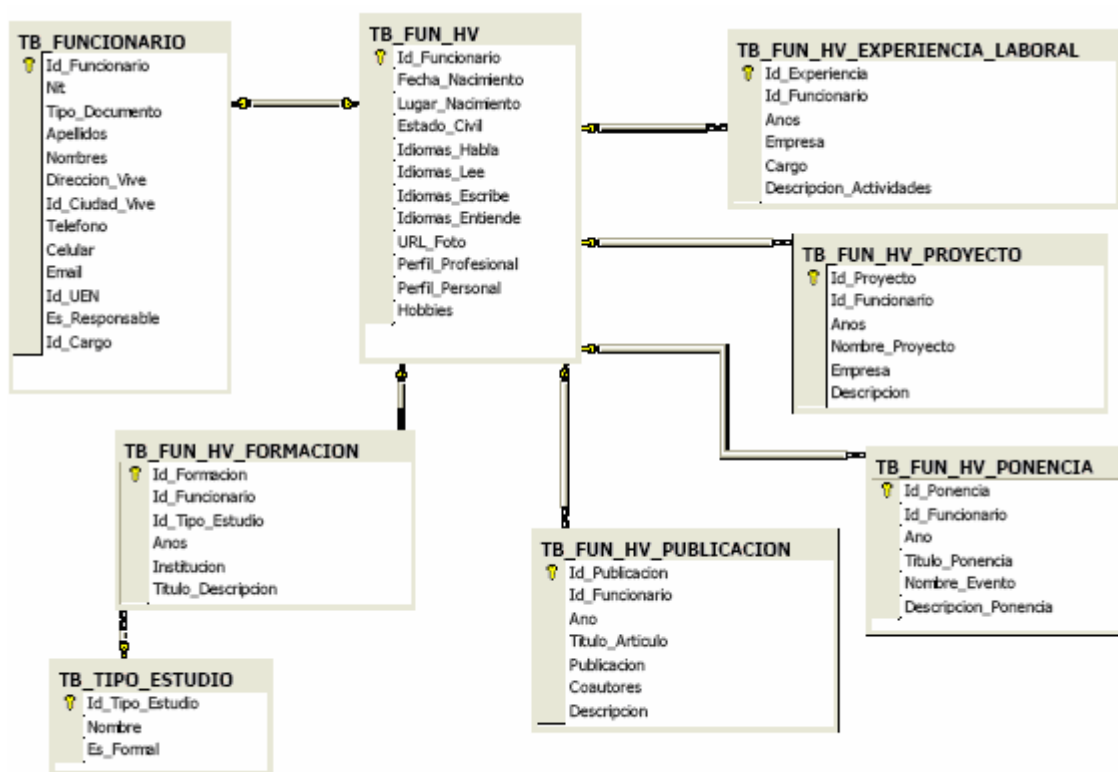 TB_FUNCIONARIO
Id_Funcionario
Nit
Tipo_Documento
Apellidos
Nombres
Direccion_Vive
Id_Ciudad_Vive
Telefono
Celular
Email
Id_UEN
Es_Responsable
Id_Cargo
TB_FUN_HV
Id_Funcionario
Fecha_Nacimiento
Lugar_Nacimiento
Estado_Civil
Idiomas_Habla
Idiomas_Lee
Idiomas_Escribe
Idiomas_Entiende
URL_Foto
Perfil_Profesional
Perfil_Personal
Hobbies
TB_FUN_HV_EXPERIENCIA_LABORAL
Id_Experiencia
Id_Funcionario
Anos
Empresa
Cargo
Descripcion_Actividades
TB_FUN_HV_PROYECTO
Id_Proyecto
Id_Funcionario
Anos
Nombre_Proyecto
Empresa
Descripcion
TB_FUN_HV_FORMACION
Id_Formacion
Id_Funcionario
Id_Tipo_Estudio
Anos
Institucion
Titulo_Descripcion
TB_FUN_HV_PONENCIA
Id_Ponencia
Id_Funcionario
Ano
Titulo_Ponencia
Nombre_Evento
Descripcion_Ponencia
TB_FUN_HV_PUBLICACION
Id_Publicacion
Id_Funcionario
Ano
Titulo_Articulo
Publicacion
Coautores
Descripcion
TB_TIPO_ESTUDIO
Id_Tipo_Estudio
Nombre
Es_Formal